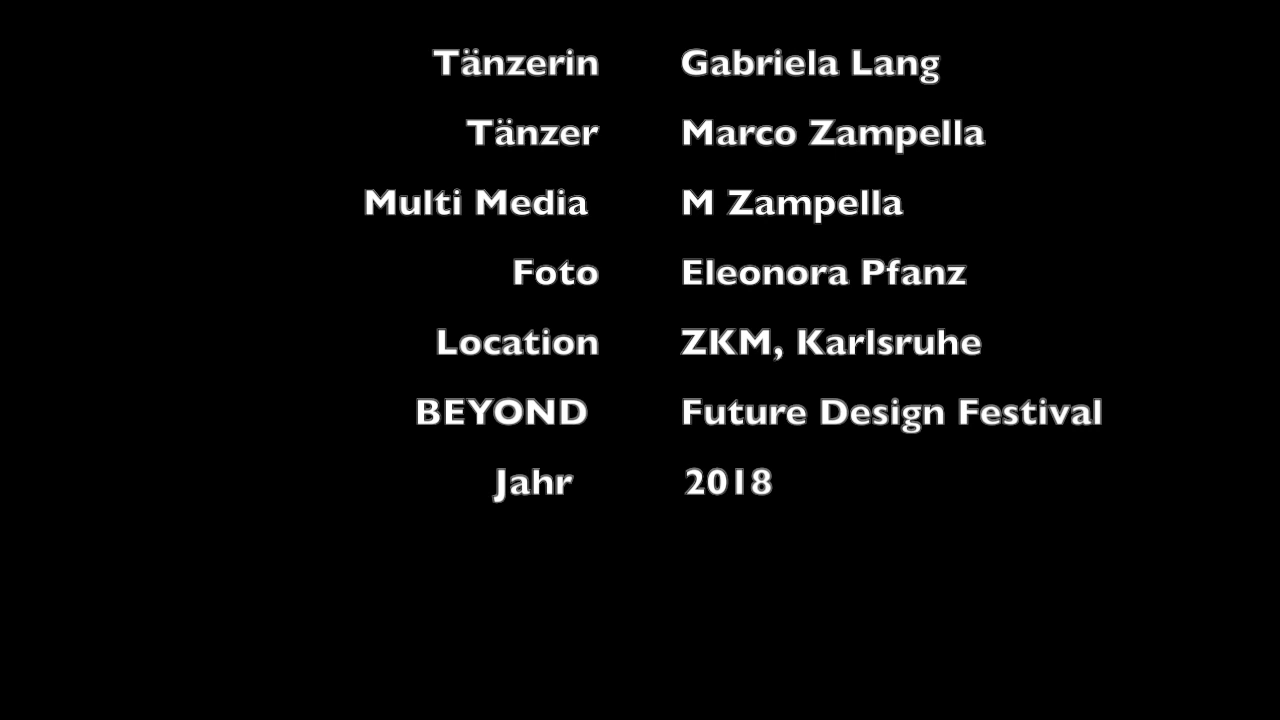 Tänzerin Gabriela Lang
Tänzer Marco Zampella
Multi Media M Zampella
Foto Eleonora Pfanz
Location ZKM, Karlsruhe
BEYOND Future Design Festival
Jahr 2018